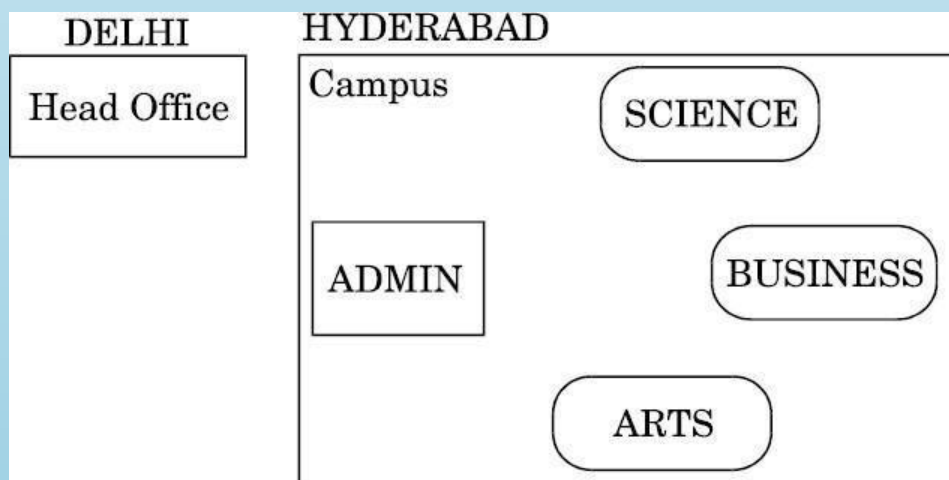 DELHI
HYDERABAD
Head Office
Campus
SCIENCE
ADMIN
BUSINESS
ARTS